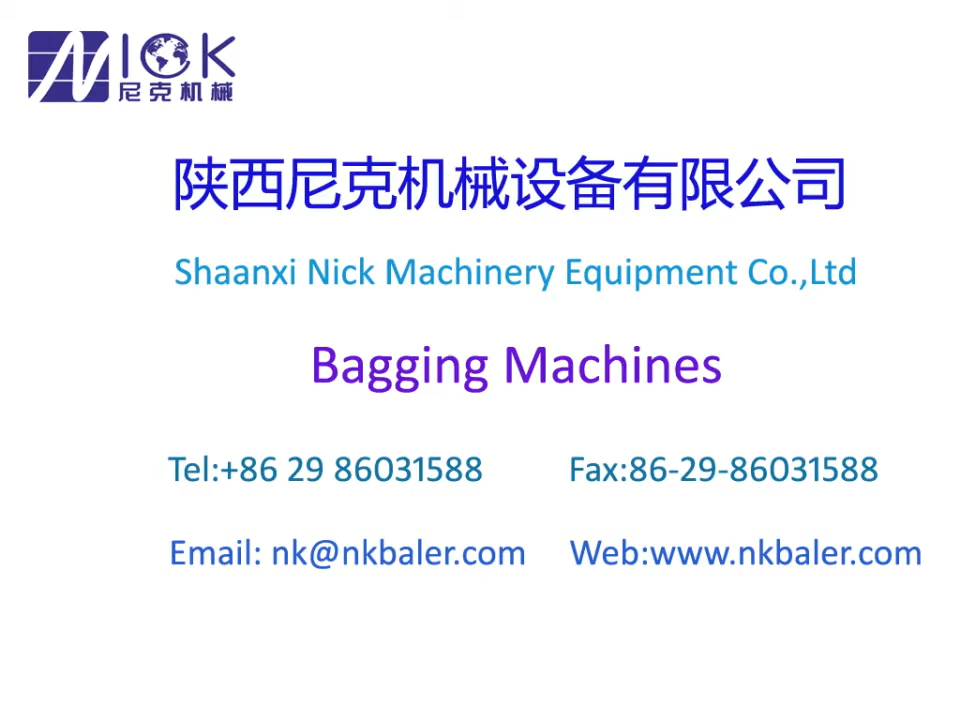 NICK
尼克机械
陕西尼克机械设备有限公司
Shaanxi Nick Machinery Equipment Co.,Ltd
Bagging Machines
Tel:+86 29 86031588 Fax:86-29-86031588
Email: nk@nkbaler.com Web:www.nkbaler.com